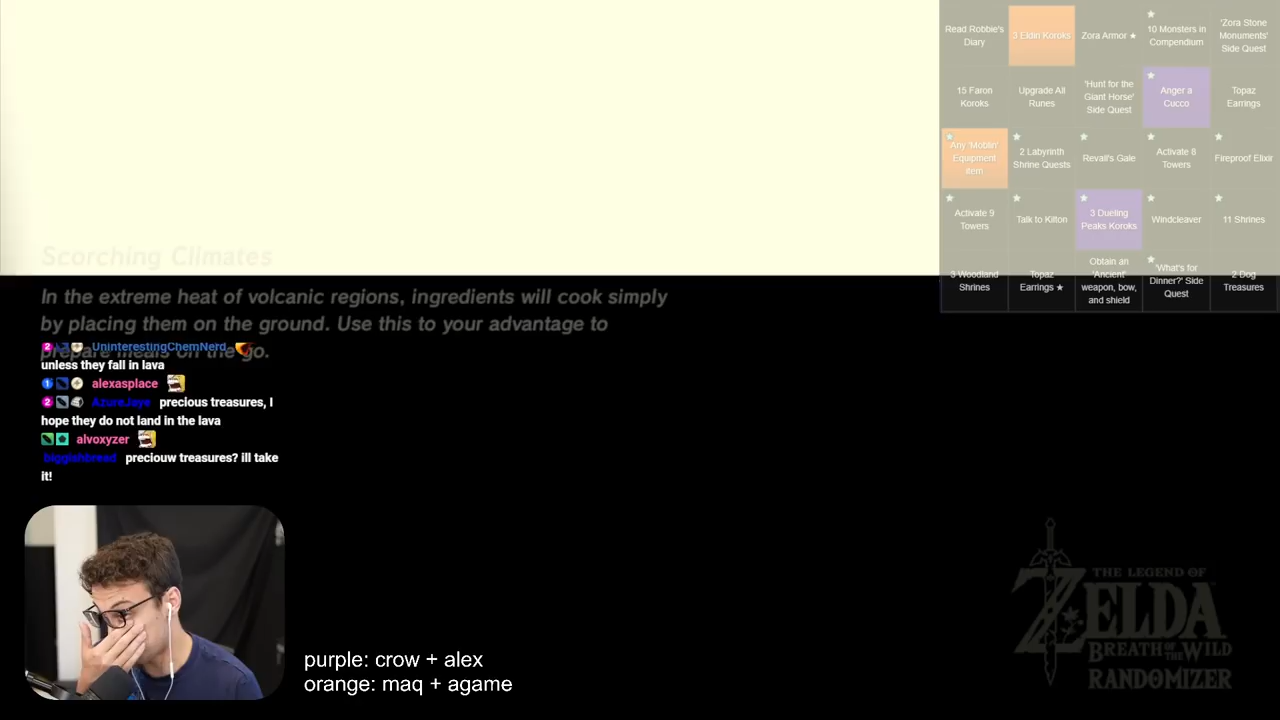 Read Robbie's
Diary
3 Eldin Koroks
Zora Armor ★
10 Monsters in
Compendium
'Zora Stone
Monuments'
Side Quest
15 Faron
Koroks
Upgrade All
Runes
'Hunt for the
Giant Horse'
Side Quest
Anger a
Cucco
Topaz
Earrings
Any 'Moblin'
Equipment
item
2 Labyrinth
Shrine Quests
Revali's Gale
Activate 8
Towers
Fireproof Elixir
Activate 9
Towers
Talk to Kilton
3 Dueling
Peaks Koroks
Windcleaver
11 Shrines
3 Woodland
Shrines
Topaz
Earrings ★
Obtain an
'Ancient'
weapon, bow,
and shield
'What's for
Dinner?' Side
Quest
2 Dog
Treasures
Scorching Climates
In the extreme heat of volcanic regions, ingredients will cook simply
by placing them on the ground. Use this to your advantage to
prepare meals on the go.
2 UninterestingChemNerd
unless they fall in lava
1 alexasplace
2 precious treasures, I
hope they do not land in the lava
alvoxyzer
biggishbread preciouw treasures? ill take
it!
purple: crow + alex
orange: maq + agame
THE LEGEND OF
ZELDA
BREATH OF THE WILD
RANDOMIZER